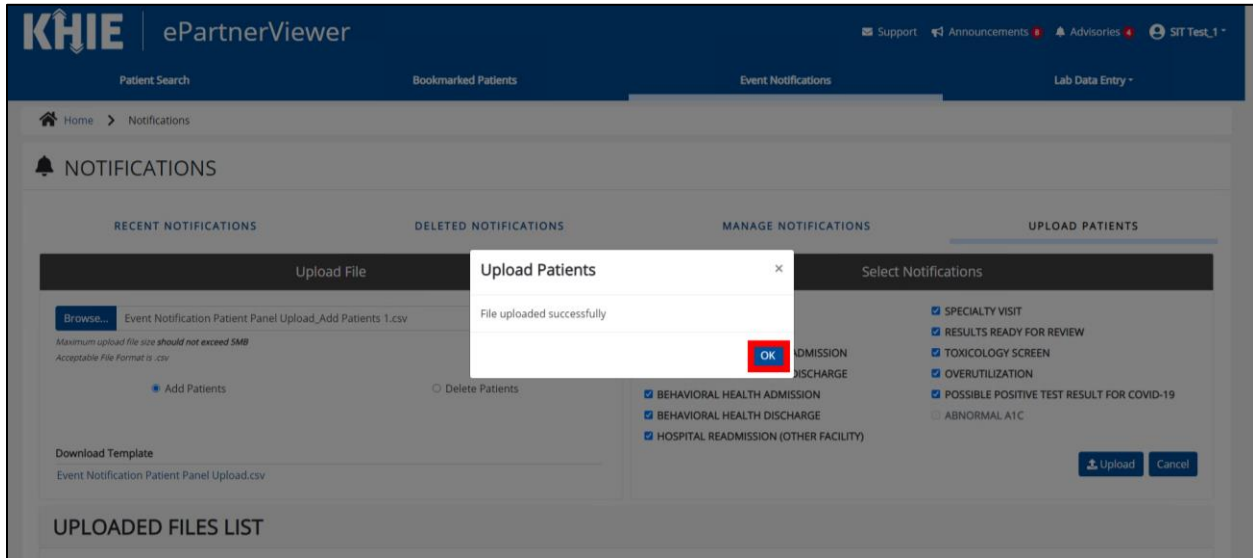 KHIE ePartnerViewer
Support Announcements 8 Advisories 4 SIT Test_1
Patient Search Bookmarked Patients Event Notifications Lab Data Entry
Home > Notifications
NOTIFICATIONS
RECENT NOTIFICATIONS DELETED NOTIFICATIONS MANAGE NOTIFICATIONS UPLOAD PATIENTS
Upload File
Browse... Event Notification Patient Panel Upload_Add Patients 1.csv
Maximum upload file size should not exceed 5MB
Acceptable File Format is .csv
Add Patients Delete Patients
Download Template
Event Notification Patient Panel Upload.csv
Upload Patients ×
File uploaded successfully
OK
Select Notifications
ADMISSION
DISCHARGE
BEHAVIORAL HEALTH ADMISSION
BEHAVIORAL HEALTH DISCHARGE
HOSPITAL READMISSION (OTHER FACILITY)
SPECIALTY VISIT
RESULTS READY FOR REVIEW
TOXICOLOGY SCREEN
OVERUTILIZATION
POSSIBLE POSITIVE TEST RESULT FOR COVID-19
ABNORMAL A1C
Upload Cancel
UPLOADED FILES LIST